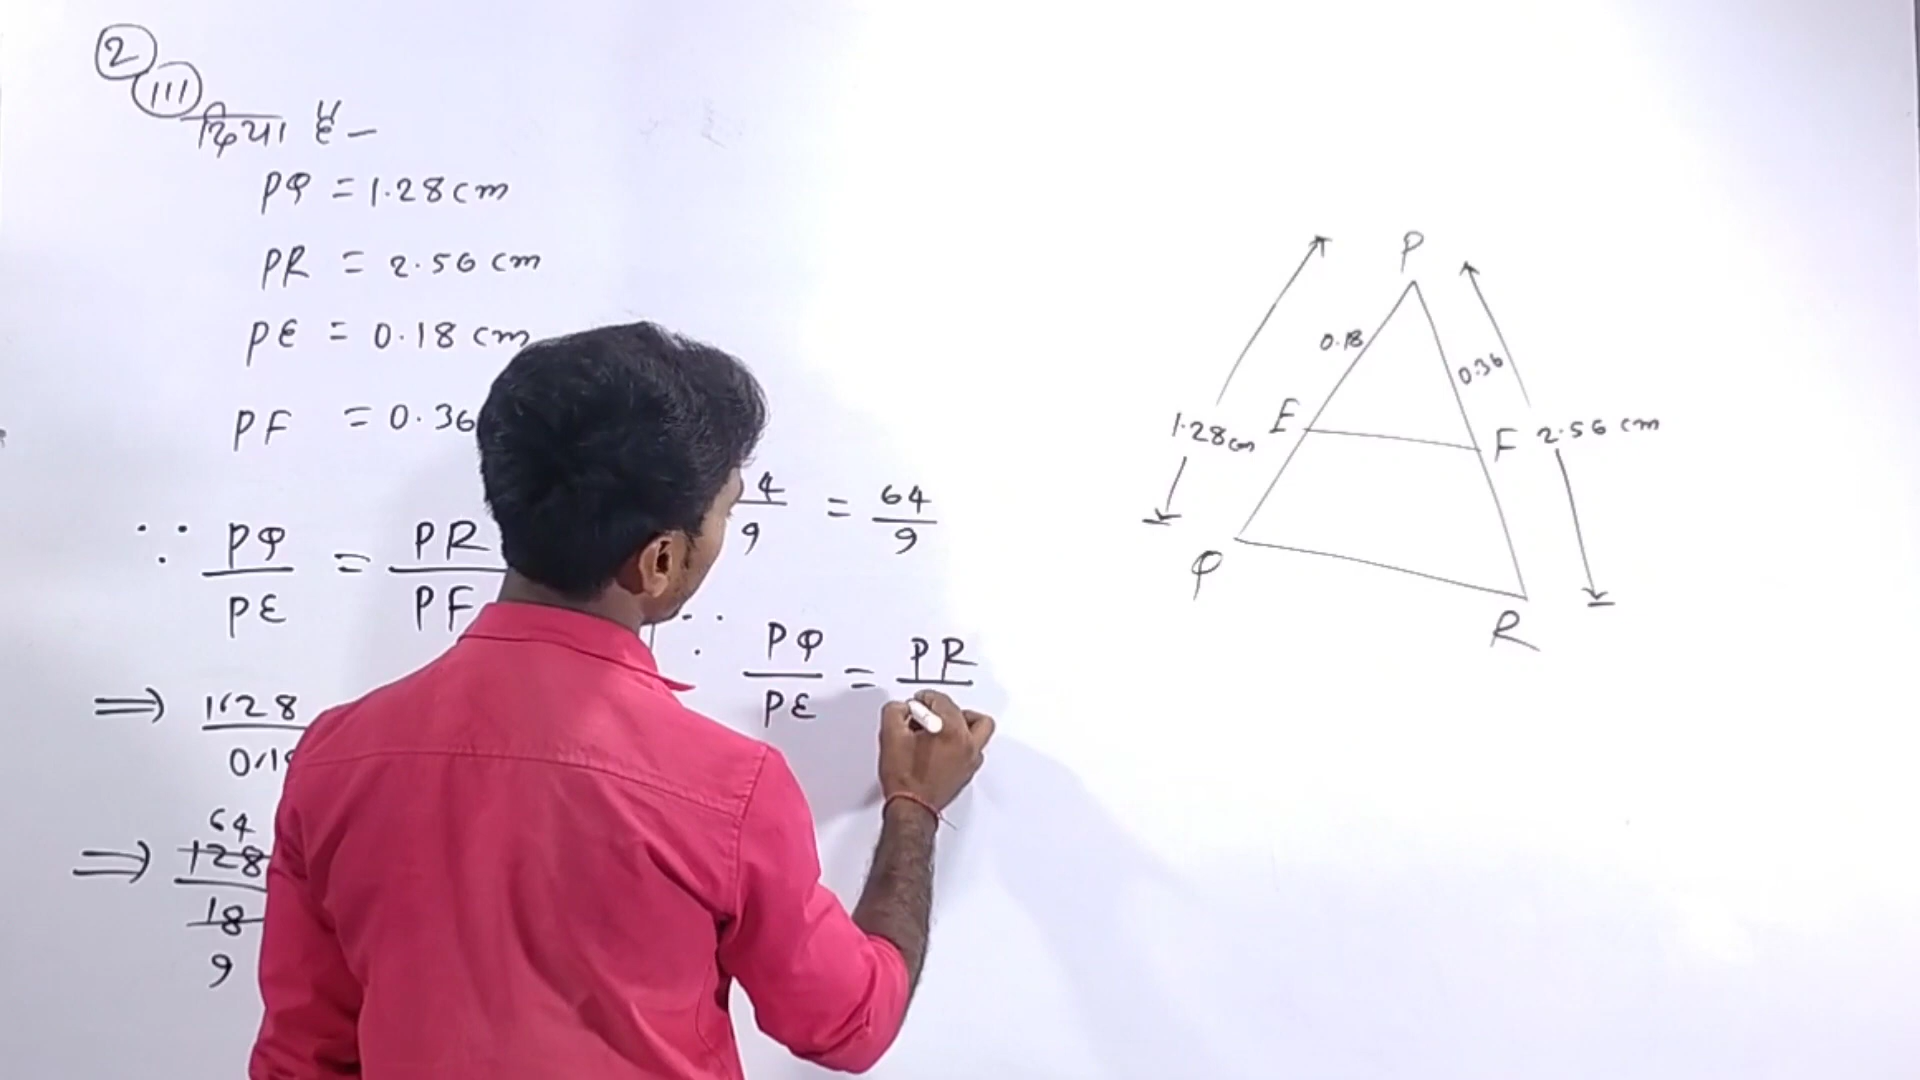 2
III
दिया है-
PQ = 1.28 cm
PR = 2.56 cm
PE = 0.18 cm
PF = 0.36
∵ PQ/PE = PR/PF
⇒ 1.28
⇒ 64
128
18
9
4/9 = 64/9
∵ PQ/PE = PR
P
0.18
0.36
E
F
1.28cm
2.56 cm
Q
R